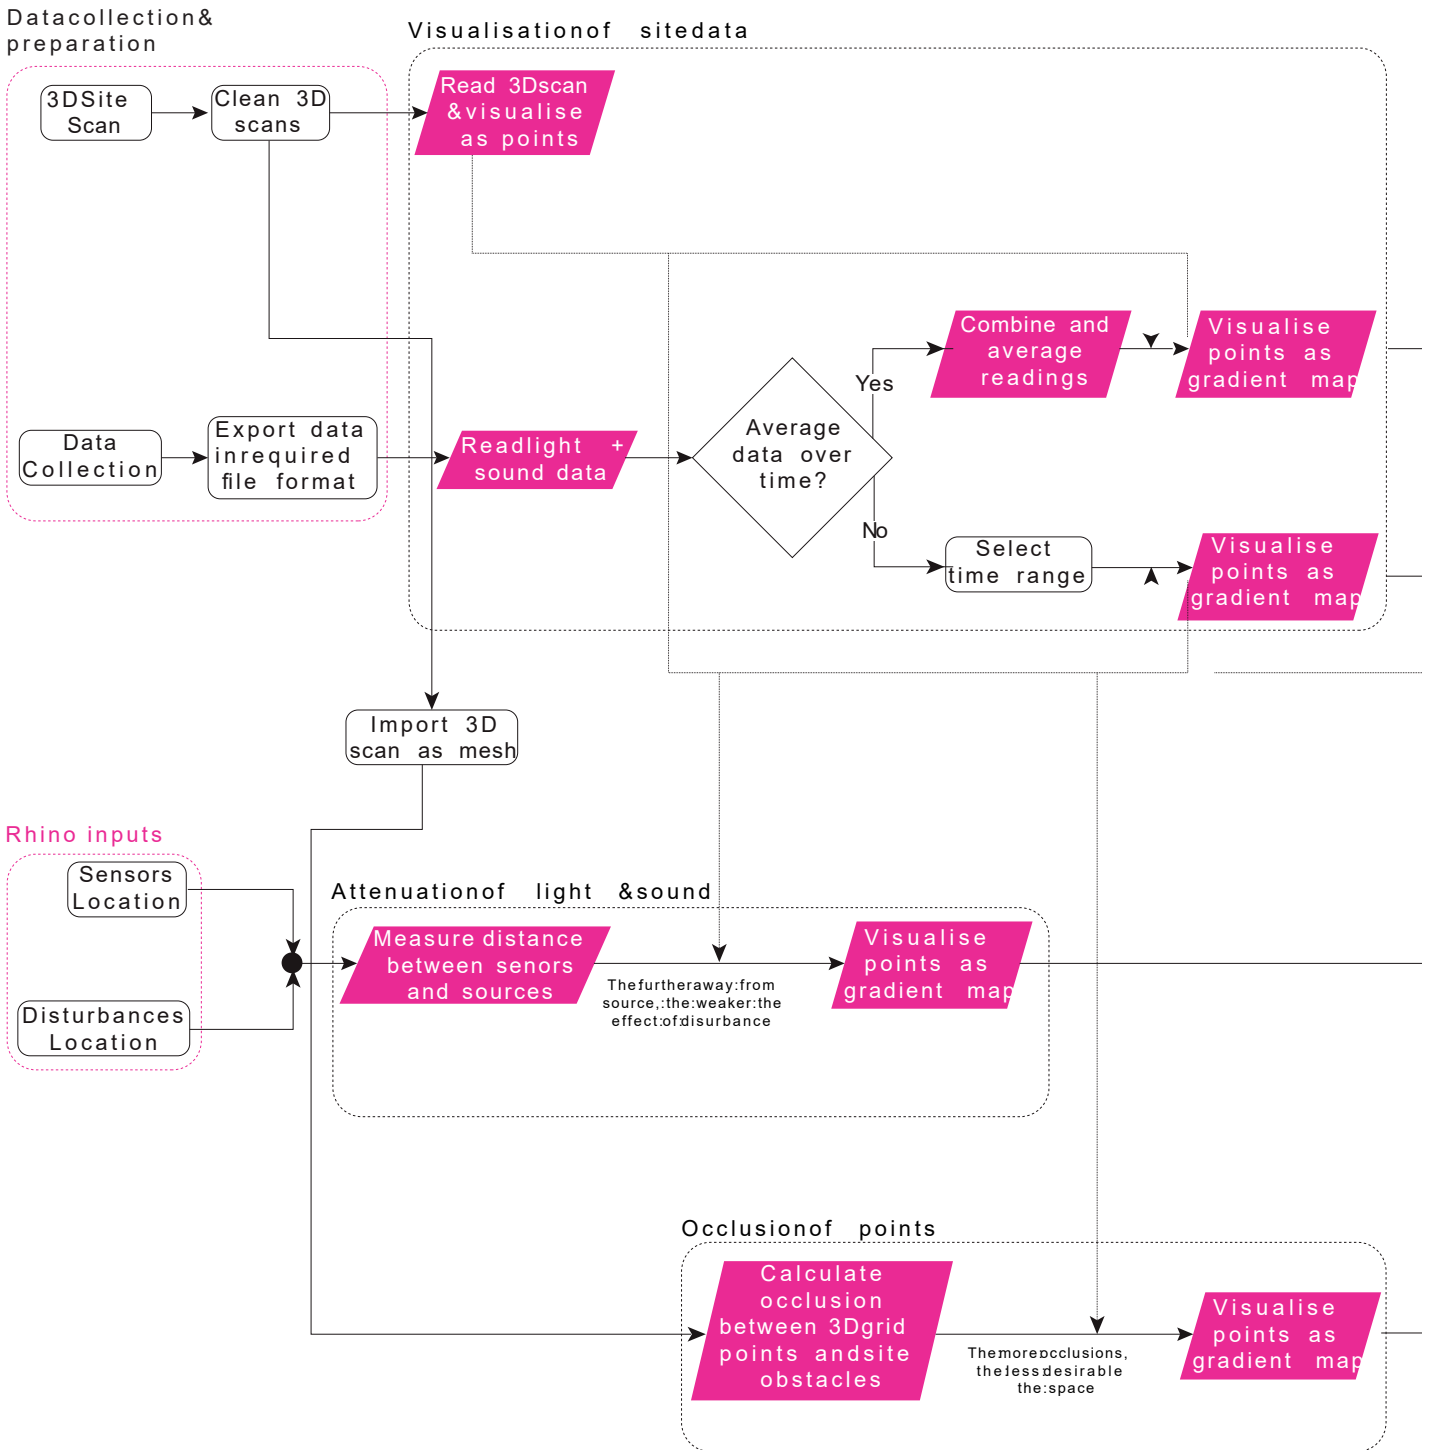 Datacollection&
preparation
Visualisationof sitedata
3DSite
Scan
Clean 3D
scans
Read 3Dscan
&visualise
as points
Combine and
average
readings
Visualise
points as
gradient map
Yes
Average
data over
time?
Data
Collection
Export data
inrequired
file format
Readlight +
sound data
No
Select
time range
Visualise
points as
gradient map
Import 3D
scan as mesh
Rhino inputs
Sensors
Location
Disturbances
Location
Attenuationof light &sound
Measure distance
between senors
and sources
Thefurtheraway:from
source,:the:weaker:the
effect:of:disurbance
Visualise
points as
gradient map
Occlusionof points
Calculate
occlusion
between 3Dgrid
points andsite
obstacles
Themore:occlusions,
the:less:desirable
the:space
Visualise
points as
gradient map